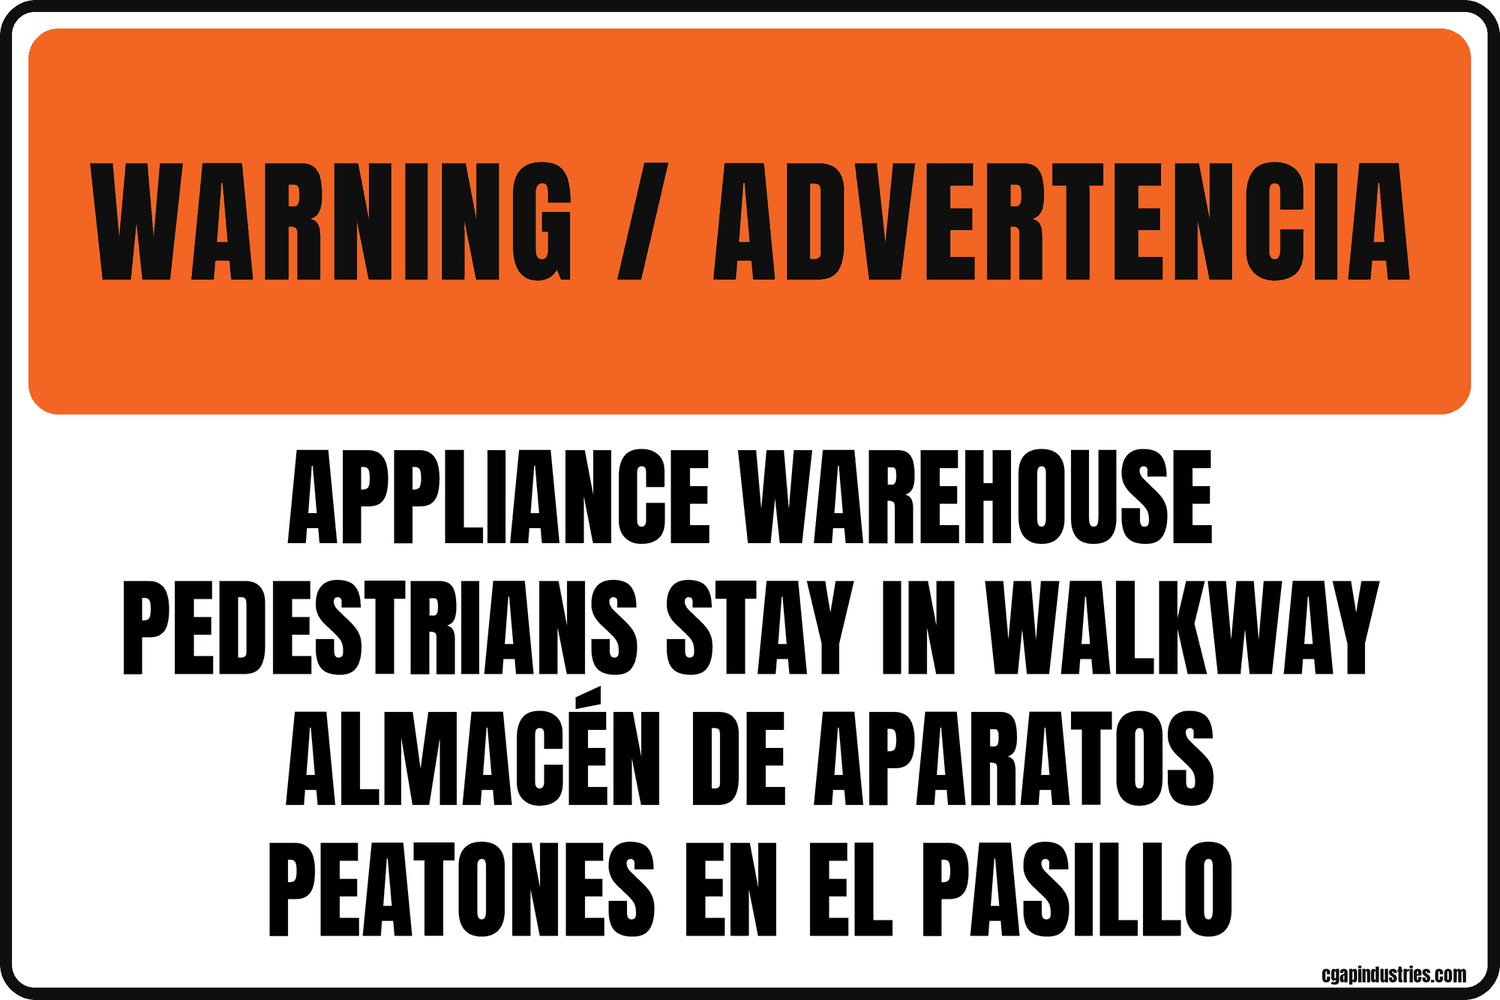 WARNING / ADVERTENCIA
APPLIANCE WAREHOUSE
PEDESTRIANS STAY IN WALKWAY
ALMACÉN DE APARATOS
PEATONES EN EL PASILLO
cgapindustries.com